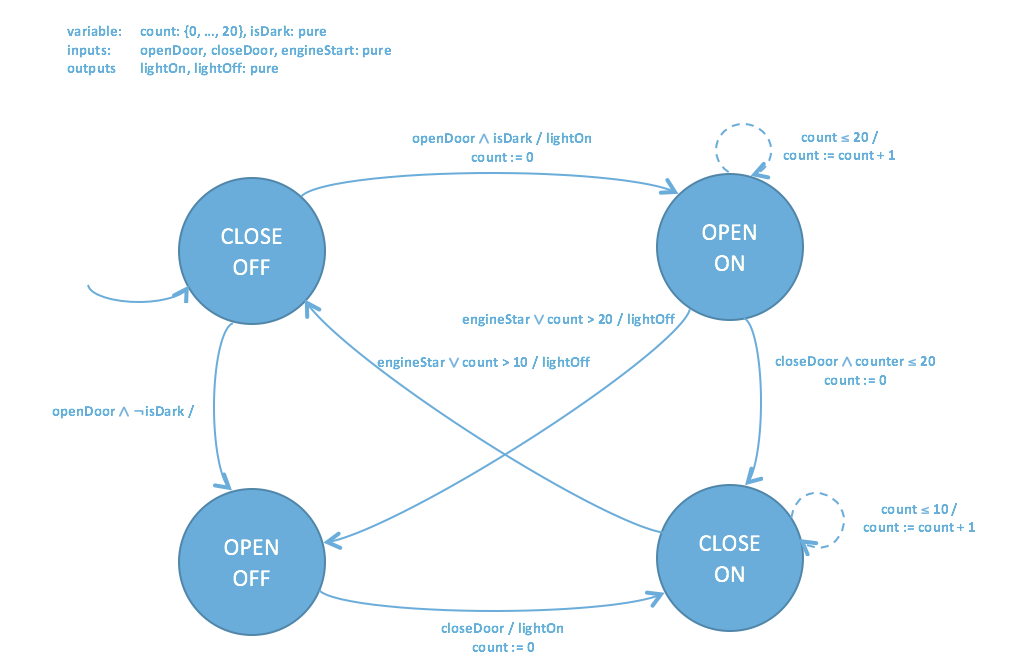 variable: count: {0, ..., 20}, isDark: pure
inputs: openDoor, closeDoor, engineStart: pure
outputs lightOn, lightOff: pure
openDoor ∧ isDark / lightOn
count := 0
count ≤ 20 /
count := count + 1
CLOSE
OFF
OPEN
ON
engineStar ∨ count > 20 / lightOff
engineStar ∨ count > 10 / lightOff
closeDoor ∧ counter ≤ 20
count := 0
openDoor ∧ ¬isDark /
OPEN
OFF
CLOSE
ON
count ≤ 10 /
count := count + 1
closeDoor / lightOn
count := 0